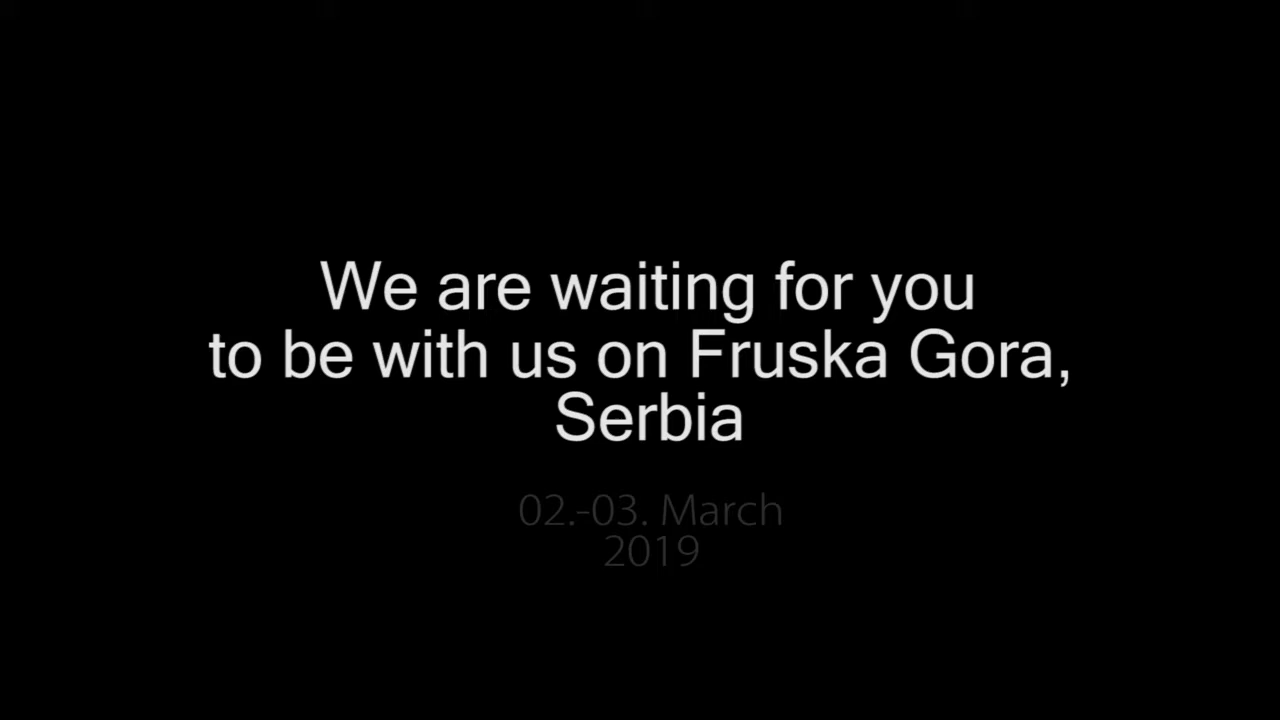 We are waiting for you
to be with us on Fruska Gora,
Serbia
02.-03. March
2019